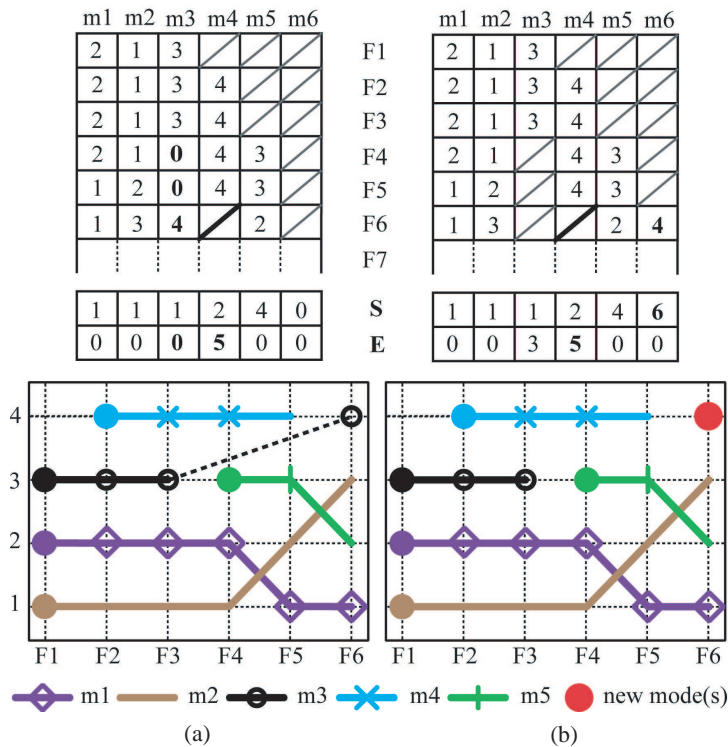 m1 m2 m3 m4 m5 m6 m1 m2 m3 m4 m5 m6
2 1 3 F1 2 1 3
2 1 3 4 F2 2 1 3 4
2 1 3 4 F3 2 1 3 4
2 1 0 4 3 F4 2 1 4 3
1 2 0 4 3 F5 1 2 4 3
1 3 4 2 F6 1 3 2 4
F7
1 1 1 2 4 0 S 1 1 1 2 4 6
0 0 0 5 0 0 E 0 0 3 5 0 0
4
3
2
1
F1 F2 F3 F4 F5 F6 F1 F2 F3 F4 F5 F6
m1 m2 m3 m4 m5 new mode(s)
(a) (b)